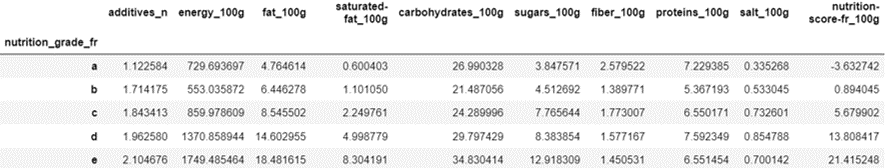 additives_n energy_100g fat_100g saturated-fat_100g carbohydrates_100g sugars_100g fiber_100g proteins_100g salt_100g nutrition-score-fr_100g
nutrition_grade_fr
a 1.122584 729.693697 4.764614 0.600403 26.990328 3.847571 2.579522 7.229385 0.335268 -3.632742
b 1.714175 553.035872 6.446278 1.101050 21.487056 4.512692 1.389771 5.367193 0.533045 0.894045
c 1.843413 859.978609 8.545502 2.249761 24.289996 7.765644 1.773007 6.550171 0.732601 5.679902
d 1.962580 1370.858944 14.602955 4.998779 29.797429 8.383854 1.577167 7.592349 0.854788 13.808417
e 2.104676 1749.485464 18.481615 8.304191 34.830414 12.918309 1.450531 6.551454 0.700142 21.415248